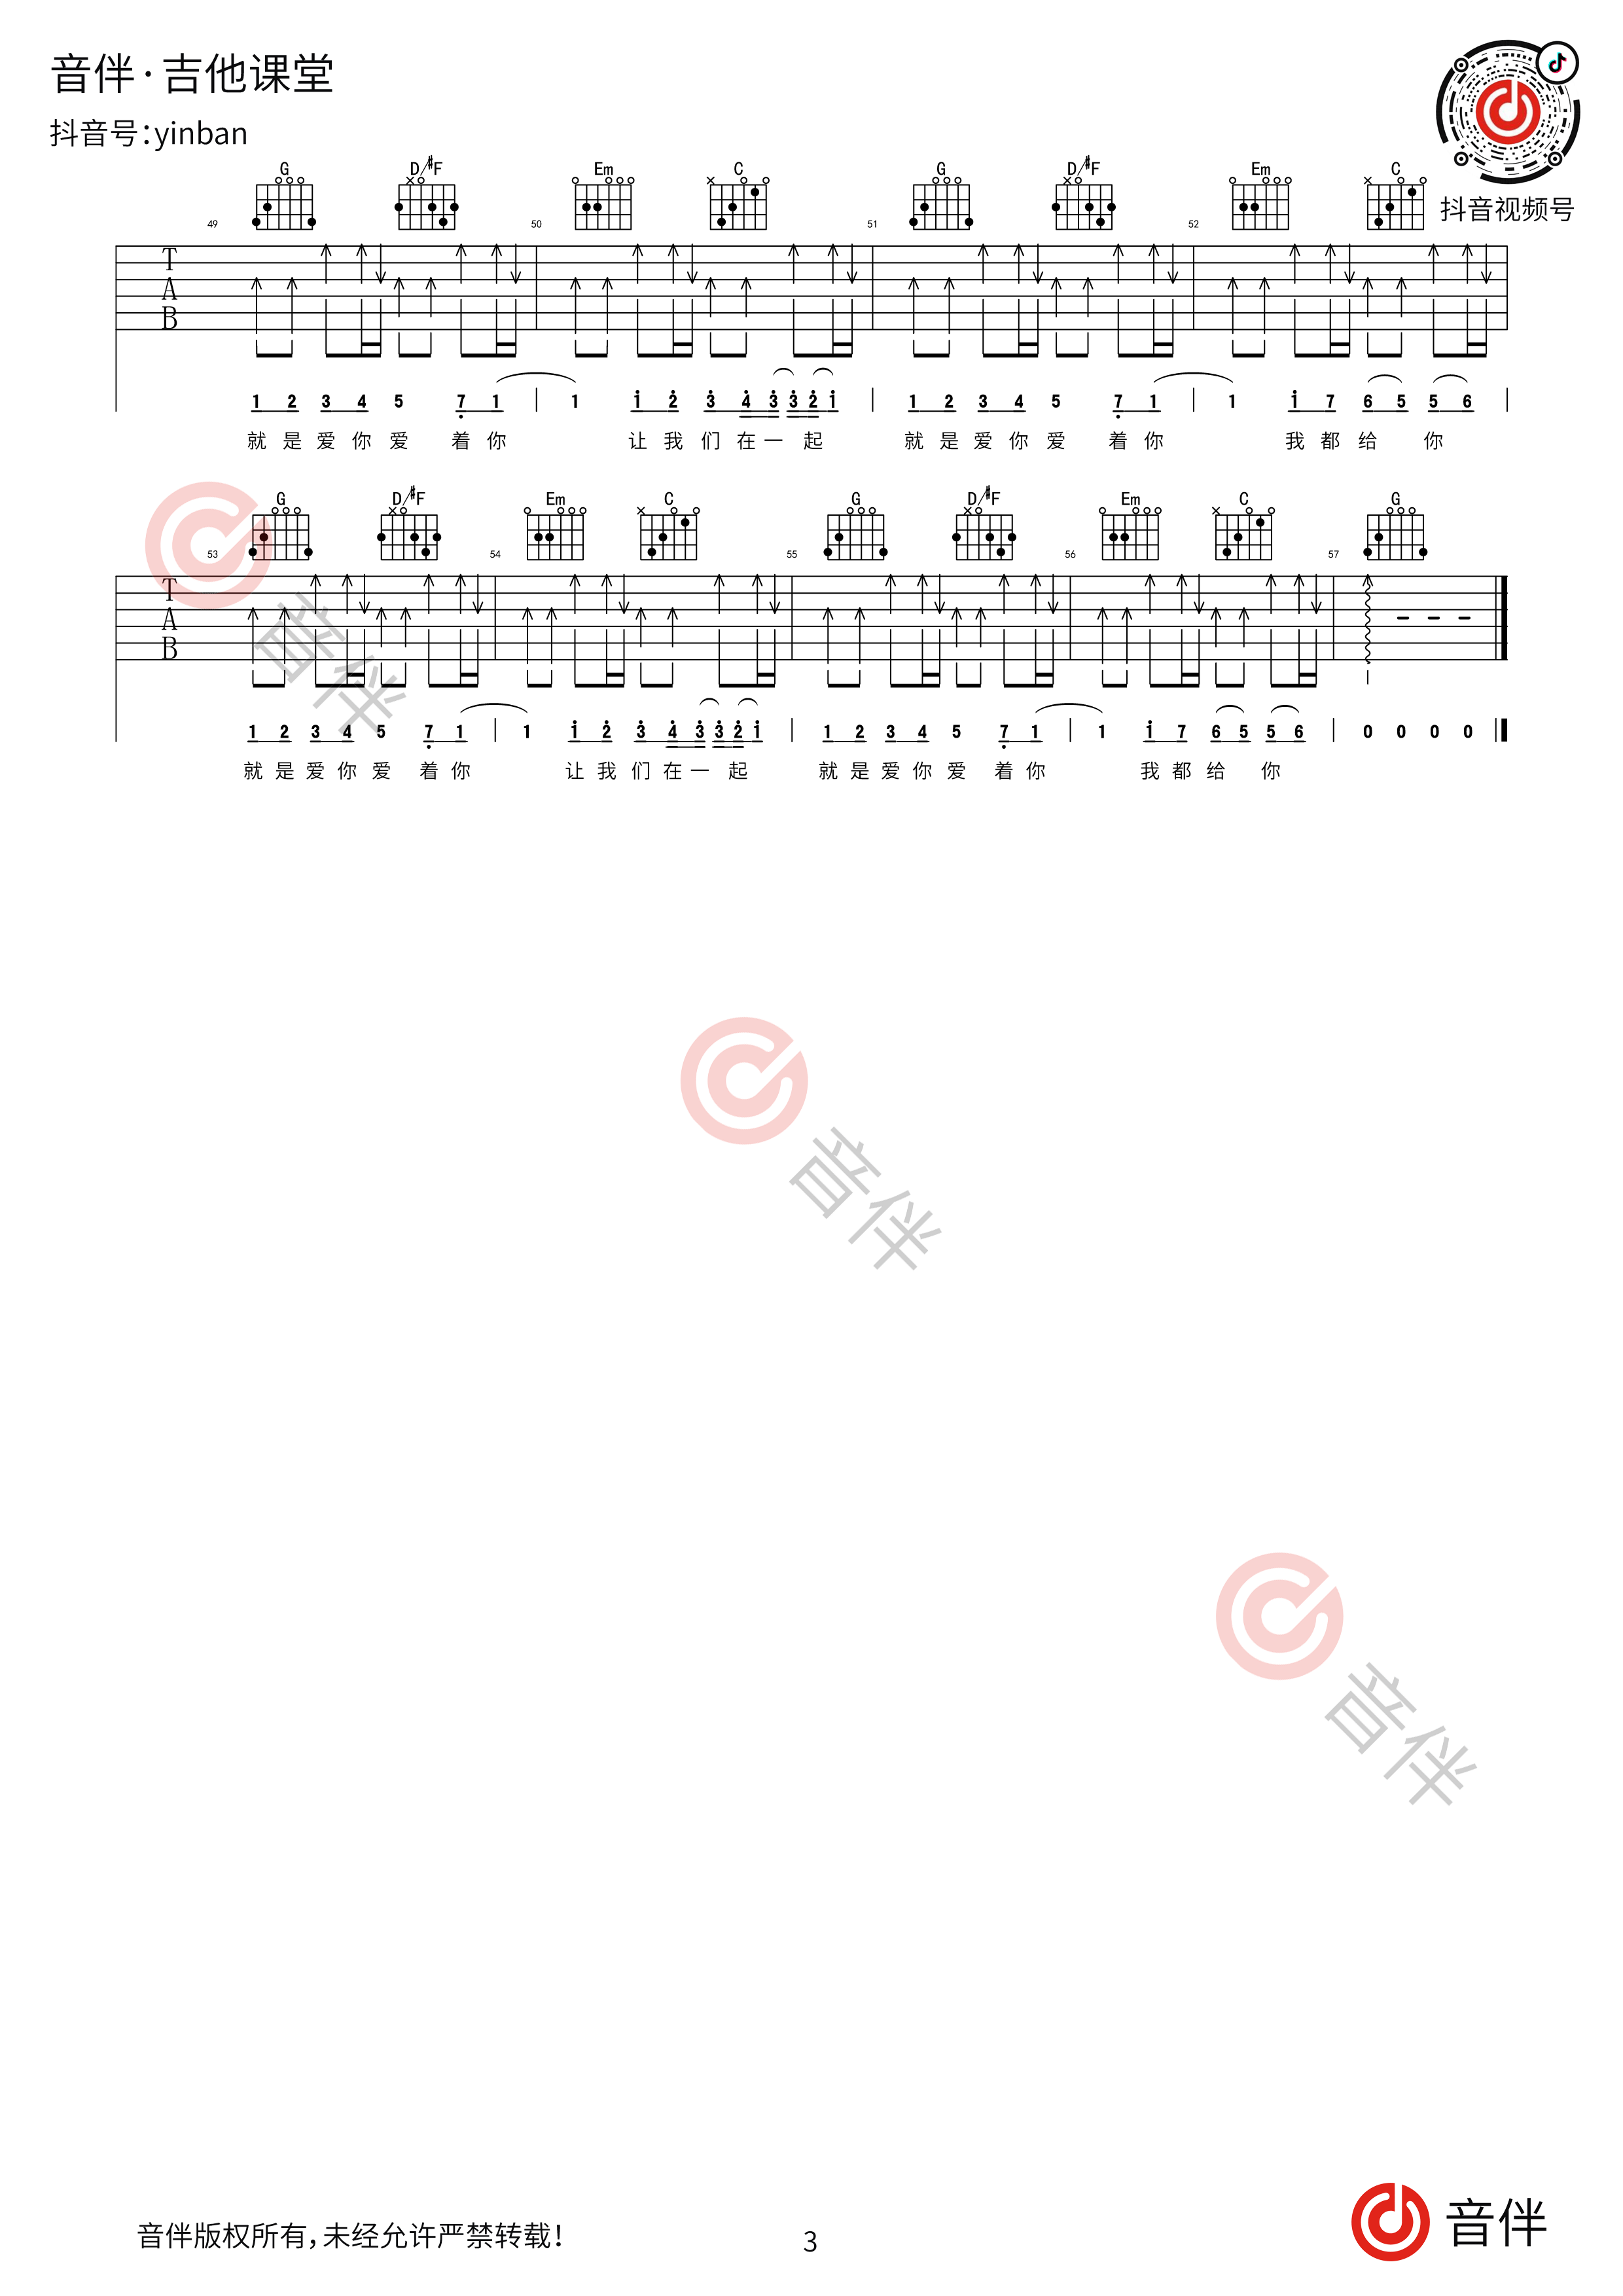 音伴·吉他课堂
抖音号：yinban
抖音视频号
G D/#F Em C G D/#F Em C
49 50 51 52
T
A
B
1 2 3 4 5 7 1 1 1 2 3 4 3 3 2 1 1 2 3 4 5 7 1 1 1 7 6 5 5 6
就 是 爱 你 爱 着 你 让 我 们 在 一 起 就 是 爱 你 爱 着 你 我 都 给 你
G D/#F Em C G D/#F Em C G
53 54 55 56 57
T
A
B
1 2 3 4 5 7 1 1 1 2 3 4 3 3 2 1 1 2 3 4 5 7 1 1 1 7 6 5 5 6 0 0 0 0
就 是 爱 你 爱 着 你 让 我 们 在 一 起 就 是 爱 你 爱 着 你 我 都 给 你
音伴
音伴
音伴
音伴版权所有，未经允许严禁转载！
3
音伴